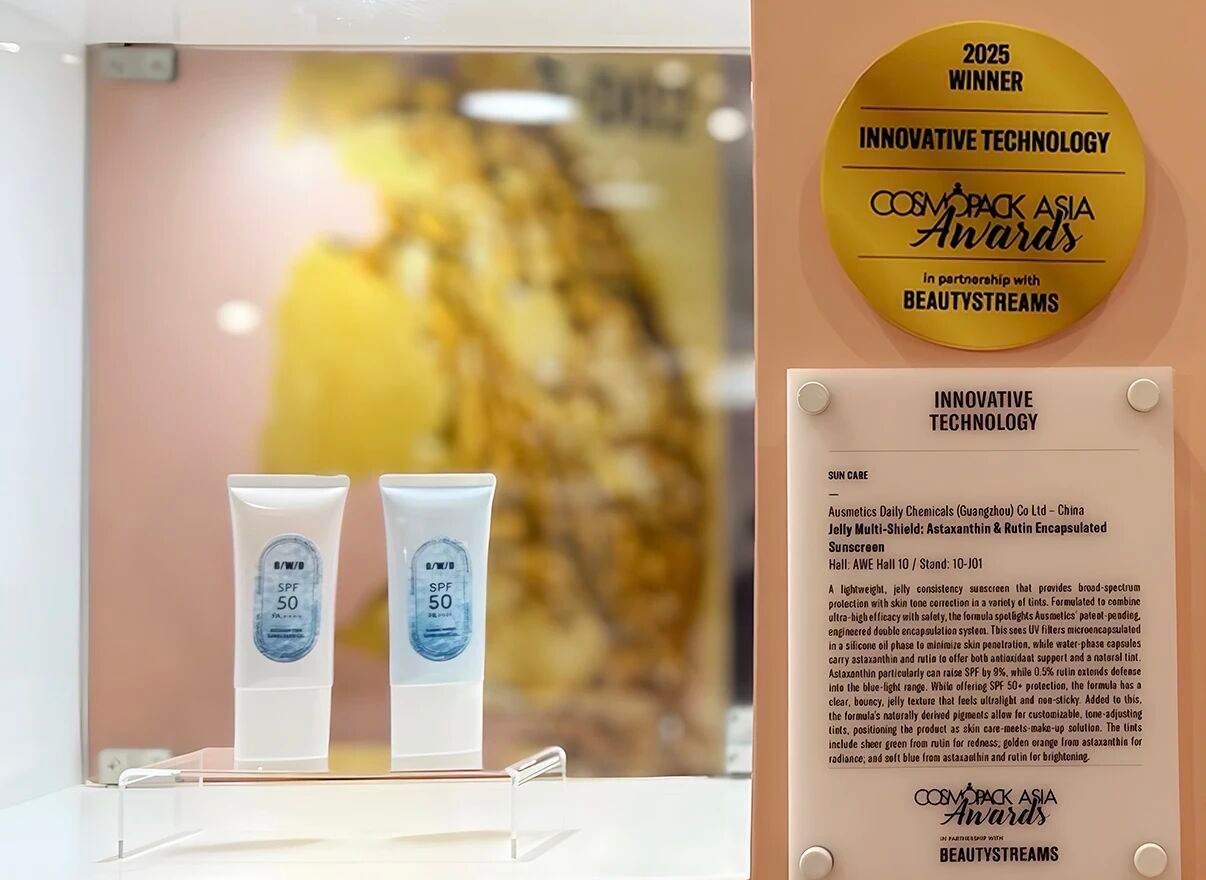 2025
WINNER
INNOVATIVE TECHNOLOGY
COSMOPACK ASIA
Awards
in partnership with
BEAUTYSTREAMS
INNOVATIVE
TECHNOLOGY
SUN CARE
Ausmetics Daily Chemicals (Guangzhou) Co Ltd – China
Jelly Multi-Shield: Astaxanthin & Rutin Encapsulated
Sunscreen
Hall: AWE Hall 10 / Stand: 10-J01
A lightweight, jelly consistency sunscreen that provides broad-spectrum
protection with skin tone correction in a variety of tints. Formulated to combine
ultra-high efficacy with safety, the formula spotlights Ausmetics' patent-pending,
engineered double encapsulation system. This sees UV filters microencapsulated
in a silicone oil phase to minimize skin penetration, while water-phase capsules
carry astaxanthin and rutin to offer both antioxidant support and a natural tint.
Astaxanthin particularly can raise SPF by 9%, while 0.5% rutin extends defense
into the blue-light range. While offering SPF 50+ protection, the formula has a
clear, bouncy, jelly texture that feels ultralight and non-sticky. Added to this,
the formula's naturally derived pigments allow for customizable, tone-adjusting
tints, positioning the product as skin care-meets-make-up solution. The tints
include sheer green from rutin for redness; golden orange from astaxanthin for
radiance; and soft blue from astaxanthin and rutin for brightening.
COSMOPACK ASIA
Awards
IN PARTNERSHIP WITH
BEAUTYSTREAMS
SPF
50
SPF
50